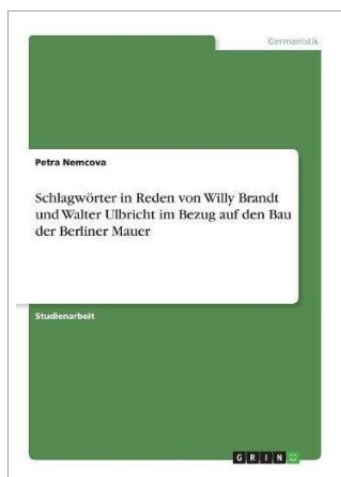 Germanistik
Petra Nemcova
Schlagwörter in Reden von Willy Brandt
und Walter Ulbricht im Bezug auf den Bau
der Berliner Mauer
Studienarbeit
GRIN